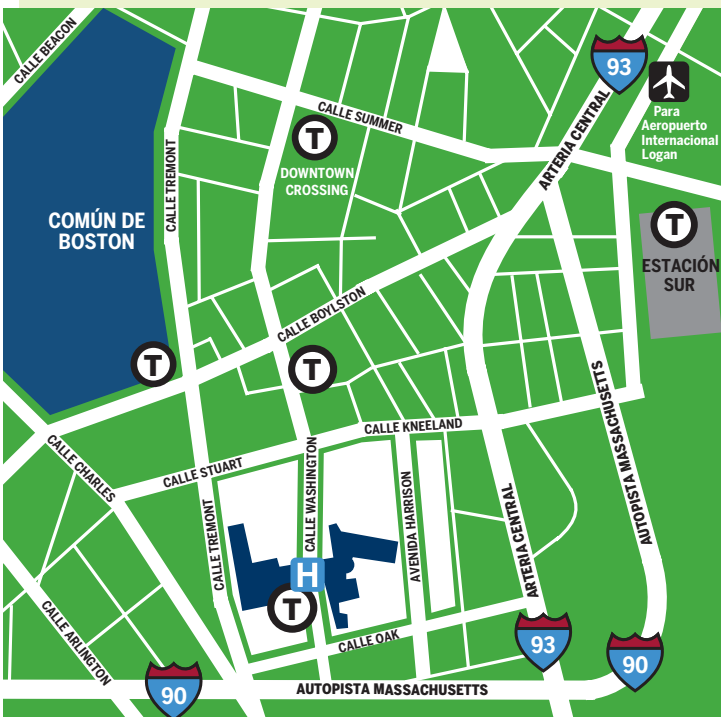 CALLE BEACON
93
Para
Aeropuerto
Internacional
Logan
CALLE SUMMER
ARTERIA CENTRAL
T
DOWNTOWN
CROSSING
CALLE TREMONT
COMÚN DE
BOSTON
T
ESTACIÓN
SUR
CALLE BOYLSTON
T
T
AUTOPISTA MASSACHUSETTS
CALLE KNEELAND
CALLE STUART
CALLE CHARLES
CALLE WASHINGTON
AVENIDA HARRISON
CALLE TREMONT
ARTERIA CENTRAL
H
T
CALLE OAK
CALLE ARLINGTON
93
90
90
AUTOPISTA MASSACHUSETTS